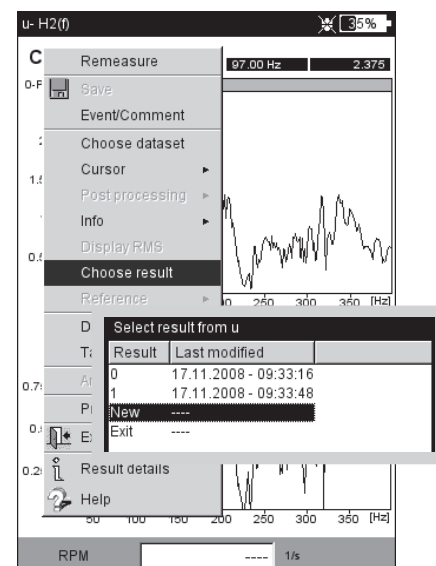 u- H2(f) 35%
C 97.00 Hz 2.375
Remeasure
0-F
Save
Event/Comment
Choose dataset
Cursor
Post processing
Info
Display RMS
Choose result
Reference
250 300 350 [Hz]
Select result from u
Result Last modified
0 17.11.2008 - 09:33:16
1 17.11.2008 - 09:33:48
New ----
Exit ----
Result details
Help
50 100 150 200 250 300 350 [Hz]
RPM ---- 1/s